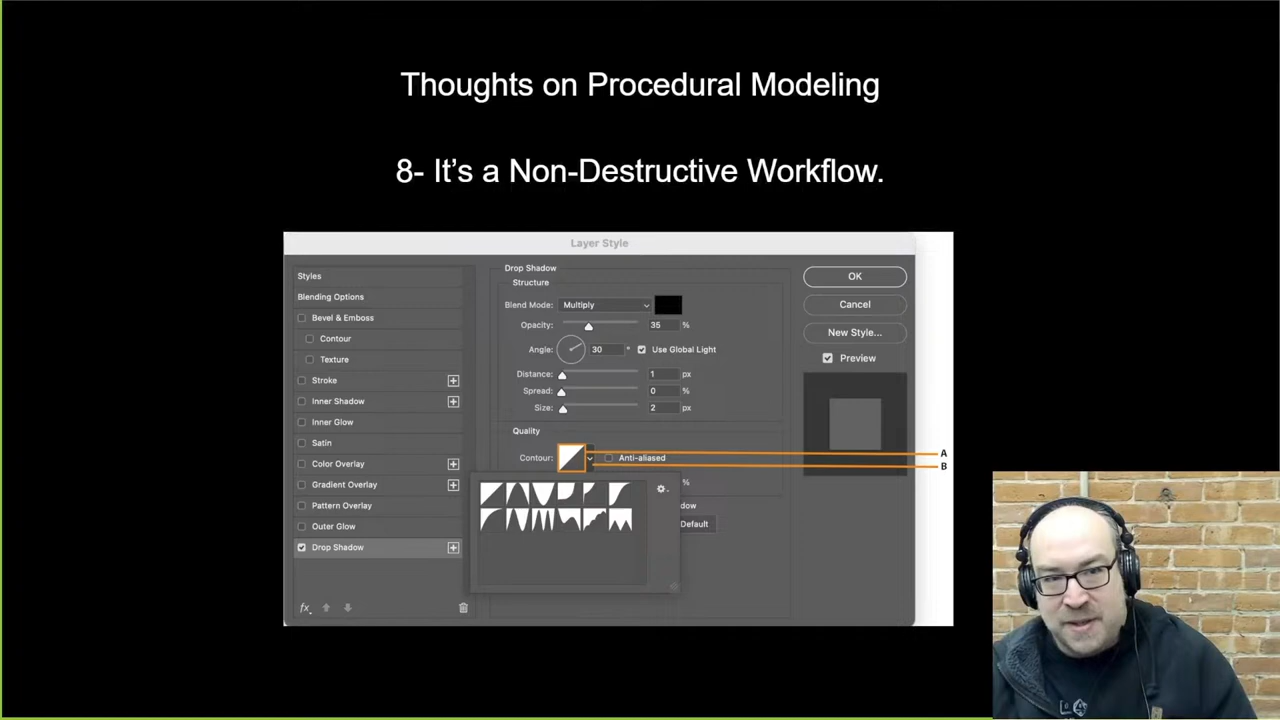 Thoughts on Procedural Modeling
8- It’s a Non-Destructive Workflow.
Layer Style
Styles
Blending Options
Bevel & Emboss
Contour
Texture
Stroke
Inner Shadow
Inner Glow
Satin
Color Overlay
Gradient Overlay
Pattern Overlay
Outer Glow
Drop Shadow
fx
Drop Shadow
Structure
Blend Mode: Multiply
Opacity: 35 %
Angle: 30 ° Use Global Light
Distance: 1 px
Spread: 0 %
Size: 2 px
Quality
Contour: Anti-aliased
%
dow
Default
OK
Cancel
New Style...
Preview
A
B